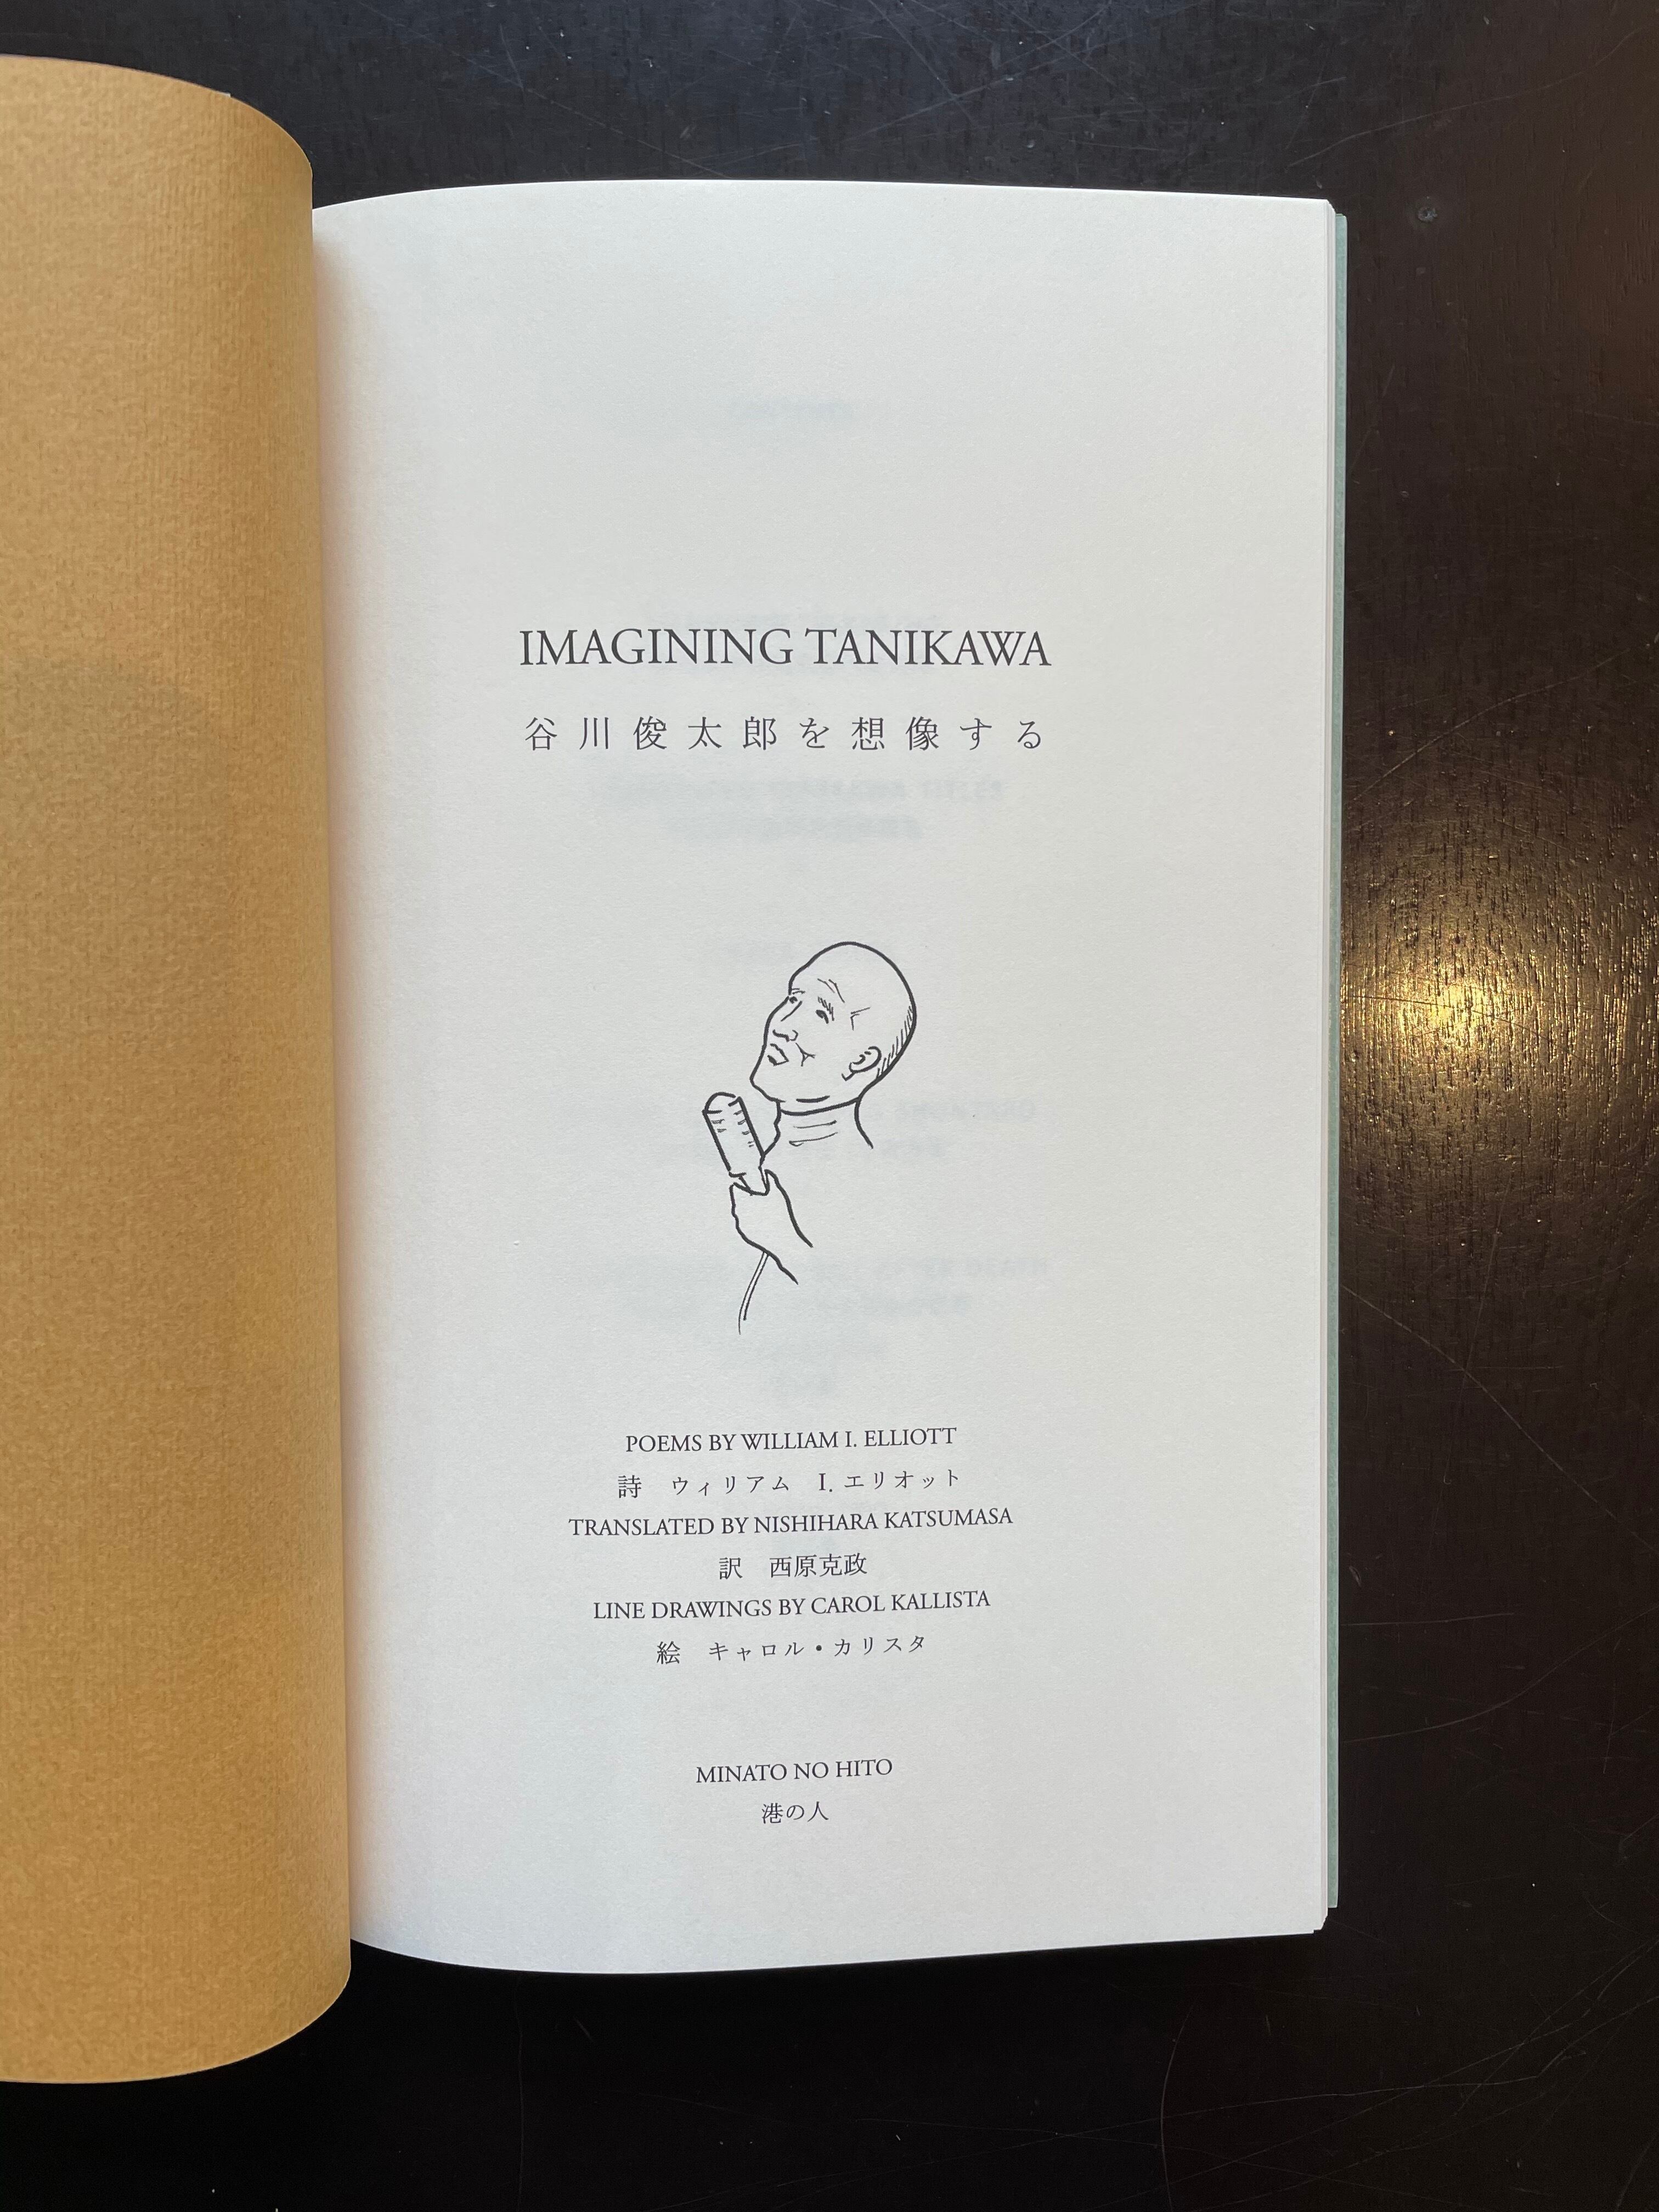 IMAGINING TANIKAWA
谷川俊太郎を想像する
POEMS BY WILLIAM I. ELLIOTT
詩　ウィリアム　I. エリオット
TRANSLATED BY NISHIHARA KATSUMASA
訳　西原克政
LINE DRAWINGS BY CAROL KALLISTA
絵　キャロル・カリスタ
MINATO NO HITO
港の人